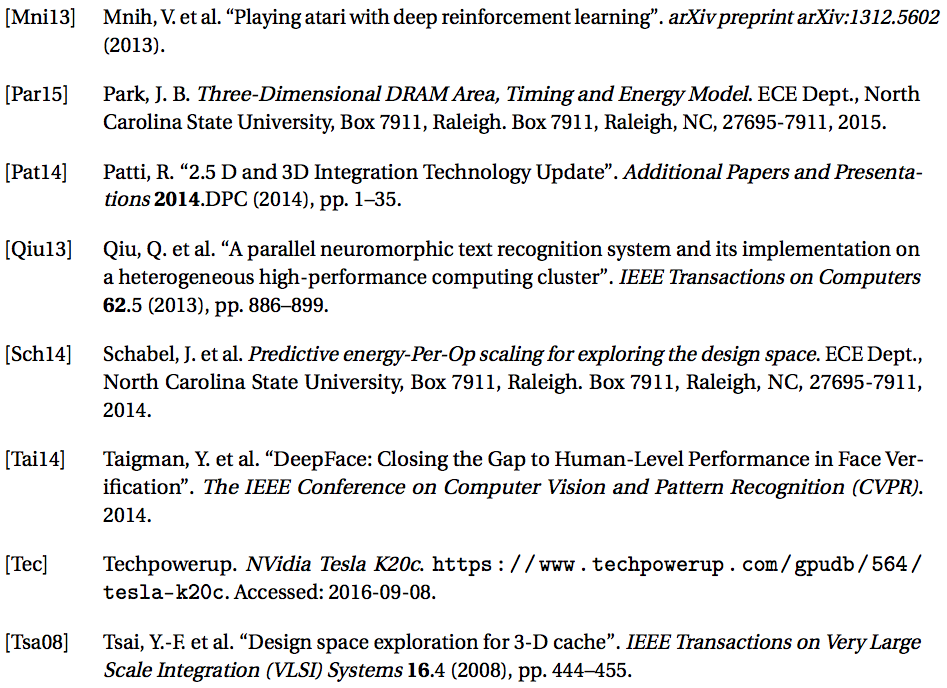 [Mni13] Mnih, V. et al. “Playing atari with deep reinforcement learning”. arXiv preprint arXiv:1312.5602
(2013).
[Par15] Park, J. B. Three-Dimensional DRAM Area, Timing and Energy Model. ECE Dept., North
Carolina State University, Box 7911, Raleigh. Box 7911, Raleigh, NC, 27695-7911, 2015.
[Pat14] Patti, R. “2.5 D and 3D Integration Technology Update”. Additional Papers and Presenta-
tions 2014.DPC (2014), pp. 1–35.
[Qiu13] Qiu, Q. et al. “A parallel neuromorphic text recognition system and its implementation on
a heterogeneous high-performance computing cluster”. IEEE Transactions on Computers
62.5 (2013), pp. 886–899.
[Sch14] Schabel, J. et al. Predictive energy-Per-Op scaling for exploring the design space. ECE Dept.,
North Carolina State University, Box 7911, Raleigh. Box 7911, Raleigh, NC, 27695-7911,
2014.
[Tai14] Taigman, Y. et al. “DeepFace: Closing the Gap to Human-Level Performance in Face Ver-
ification”. The IEEE Conference on Computer Vision and Pattern Recognition (CVPR).
2014.
[Tec] Techpowerup. NVidia Tesla K20c. https://www.techpowerup.com/gpudb/564/
tesla-k20c. Accessed: 2016-09-08.
[Tsa08] Tsai, Y.-F. et al. “Design space exploration for 3-D cache”. IEEE Transactions on Very Large
Scale Integration (VLSI) Systems 16.4 (2008), pp. 444–455.